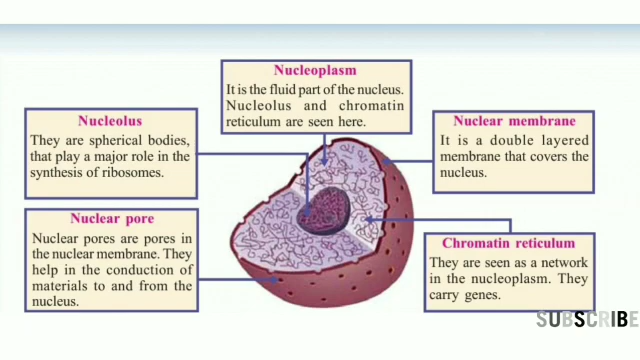 Nucleoplasm
It is the fluid part of the nucleus.
Nucleolus and chromatin
reticulum are seen here.
Nucleolus
They are spherical bodies,
that play a major role in the
synthesis of ribosomes.
Nuclear membrane
It is a double layered
membrane that covers the
nucleus.
Nuclear pore
Nuclear pores are pores in
the nuclear membrane. They
help in the conduction of
materials to and from the
nucleus.
Chromatin reticulum
They are seen as a network
in the nucleoplasm. They
carry genes.
SUBSCRIBE